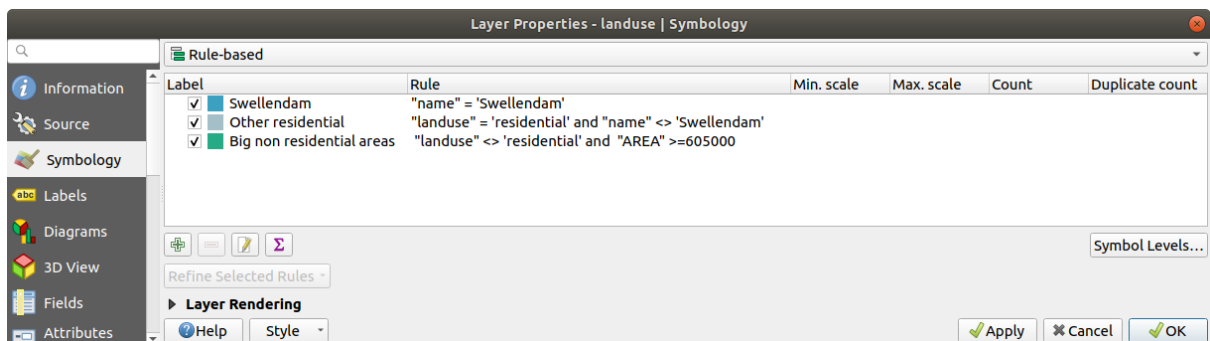 Layer Properties - landuse | Symbology
Rule-based
Information
Source
Symbology
abc Labels
Diagrams
3D View
Fields
Attributes
Label Rule Min. scale Max. scale Count Duplicate count
Swellendam "name" = 'Swellendam'
Other residential "landuse" = 'residential' and "name" <> 'Swellendam'
Big non residential areas "landuse" <> 'residential' and "AREA" >=605000
Symbol Levels...
Refine Selected Rules
Layer Rendering
Help Style Apply Cancel OK